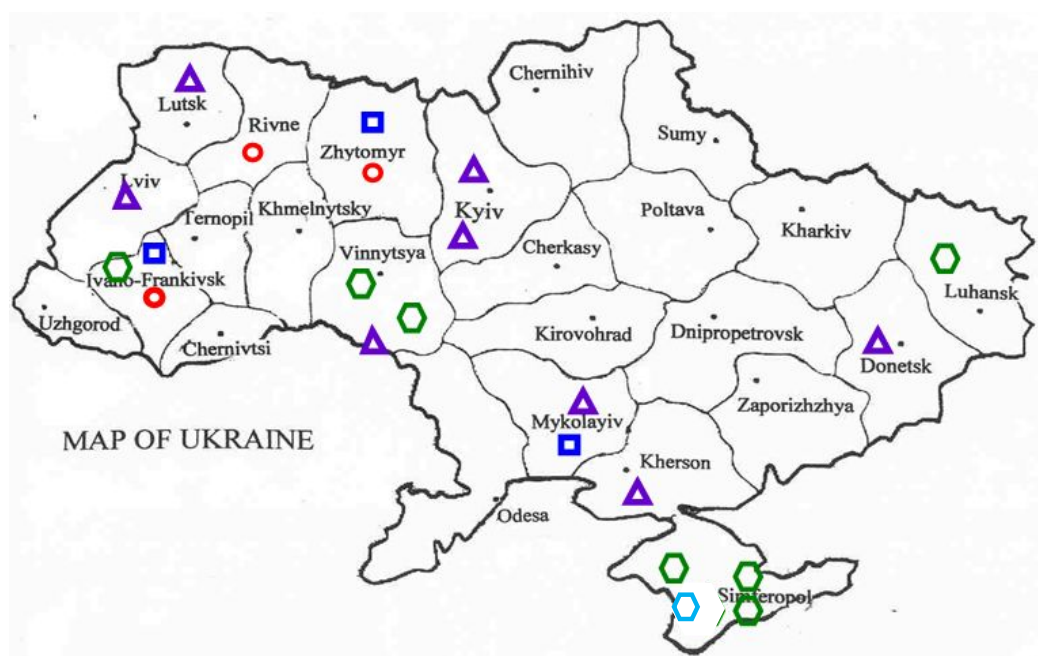 Chernihiv
Lutsk
Rivne
Sumy
Zhytomyr
Lviv
Khmelnytsky
Kyiv
Poltava
Ternopil
Kharkiv
Cherkasy
Vinnytsya
Ivano-Frankivsk
Luhansk
Uzhgorod
Kirovohrad
Dnipropetrovsk
Chernivtsi
Donetsk
Zaporizhzhya
Mykolayiv
MAP OF UKRAINE
Kherson
Odesa
Simferopol